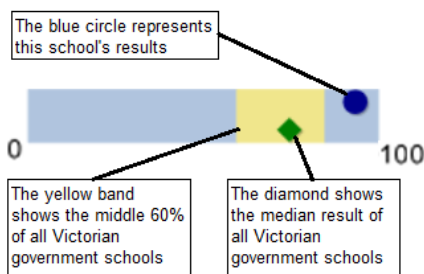 The blue circle represents
this school's results
0
100
The yellow band
shows the middle 60%
of all Victorian
government schools
The diamond shows
the median result of
all Victorian
government schools